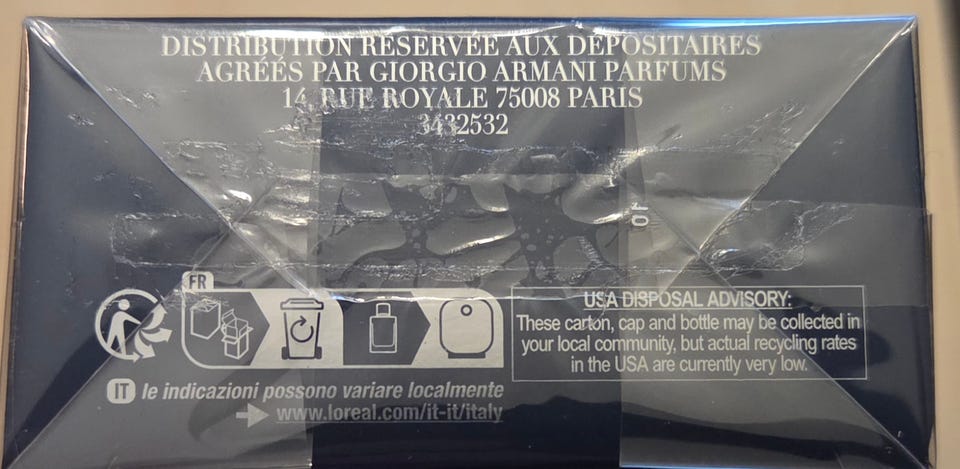 DISTRIBUTION RÉSERVÉE AUX DÉPOSITAIRES
AGRÉÉS PAR GIORGIO ARMANI PARFUMS
14, RUE ROYALE 75008 PARIS
3432532
FR
USA DISPOSAL ADVISORY:
These carton, cap and bottle may be collected in
your local community, but actual recycling rates
in the USA are currently very low.
IT le indicazioni possono variare localmente
www.loreal.com/it-it/italy